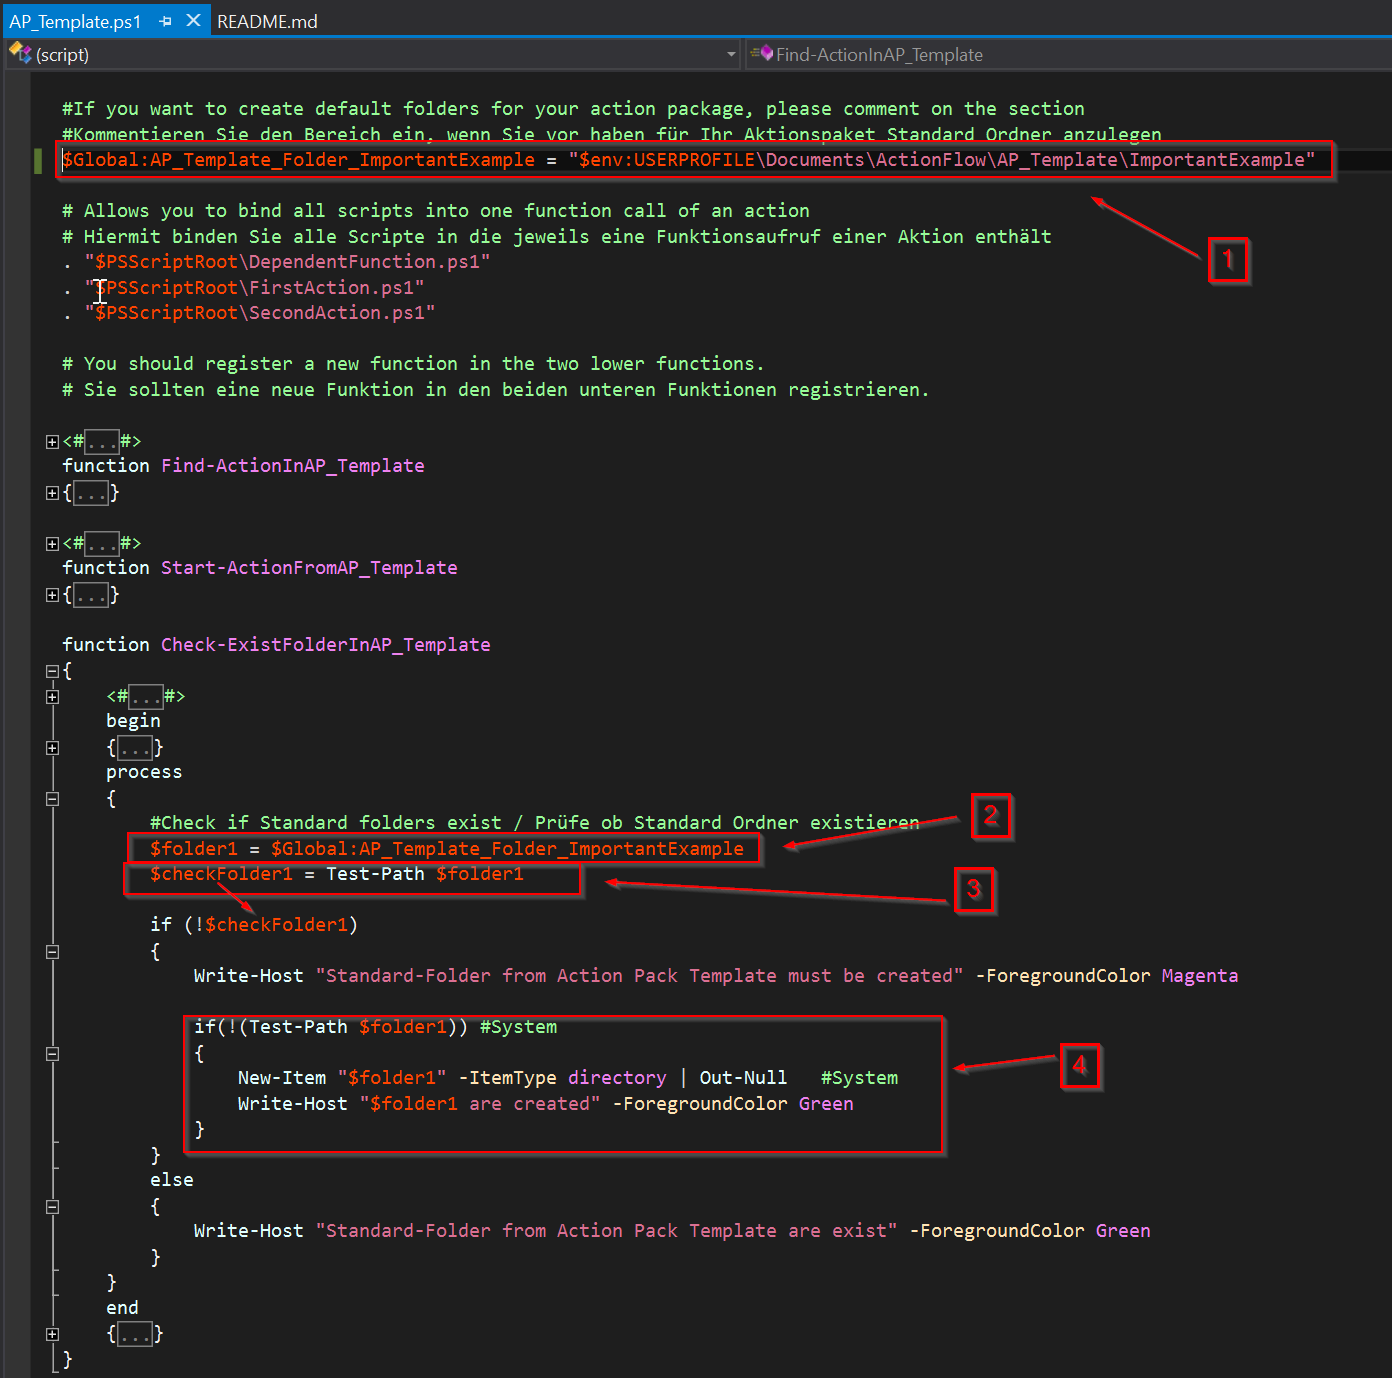 AP_Template.ps1 README.md
(script) Find-ActionInAP_Template
#If you want to create default folders for your action package, please comment on the section
#Kommentieren Sie den Bereich ein, wenn Sie vor haben für Ihr Aktionspaket Standard Ordner anzulegen
$Global:AP_Template_Folder_ImportantExample = "$env:USERPROFILE\Documents\ActionFlow\AP_Template\ImportantExample"
1
# Allows you to bind all scripts into one function call of an action
# Hiermit binden Sie alle Scripte in die jeweils eine Funktionsaufruf einer Aktion enthält
. "$PSScriptRoot\DependentFunction.ps1"
. "$PSScriptRoot\FirstAction.ps1"
. "$PSScriptRoot\SecondAction.ps1"
# You should register a new function in the two lower functions.
# Sie sollten eine neue Funktion in den beiden unteren Funktionen registrieren.
<#...#>
function Find-ActionInAP_Template
{...}
<#...#>
function Start-ActionFromAP_Template
{...}
function Check-ExistFolderInAP_Template
{
<#...#>
begin
{...}
process
{
#Check if Standard folders exist / Prüfe ob Standard Ordner existieren
2
$folder1 = $Global:AP_Template_Folder_ImportantExample
$checkFolder1 = Test-Path $folder1
3
if (!$checkFolder1)
{
Write-Host "Standard-Folder from Action Pack Template must be created" -ForegroundColor Magenta
if(!(Test-Path $folder1)) #System
{
4
New-Item "$folder1" -ItemType directory | Out-Null #System
Write-Host "$folder1 are created" -ForegroundColor Green
}
}
else
{
Write-Host "Standard-Folder from Action Pack Template are exist" -ForegroundColor Green
}
}
end
{...}
}